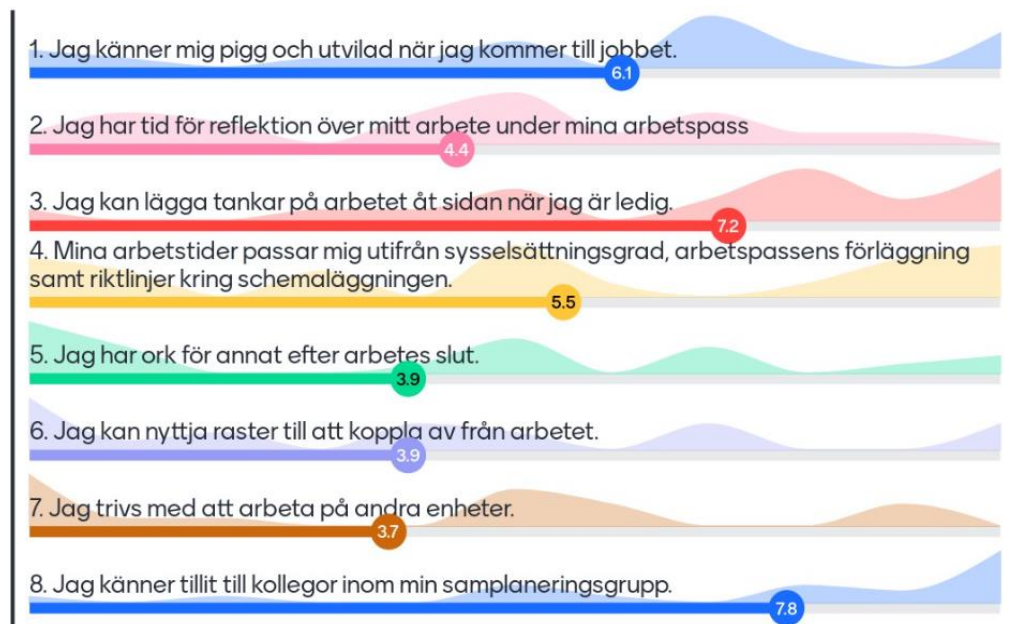 1. Jag känner mig pigg och utvilad när jag kommer till jobbet.
6.1
2. Jag har tid för reflektion över mitt arbete under mina arbetspass
4.4
3. Jag kan lägga tankar på arbetet åt sidan när jag är ledig.
7.2
4. Mina arbetstider passar mig utifrån sysselsättningsgrad, arbetspassens förläggning
samt riktlinjer kring schemaläggningen.
5.5
5. Jag har ork för annat efter arbetes slut.
3.9
6. Jag kan nyttja raster till att koppla av från arbetet.
3.9
7. Jag trivs med att arbeta på andra enheter.
3.7
8. Jag känner tillit till kollegor inom min samplaneringsgrupp.
7.8